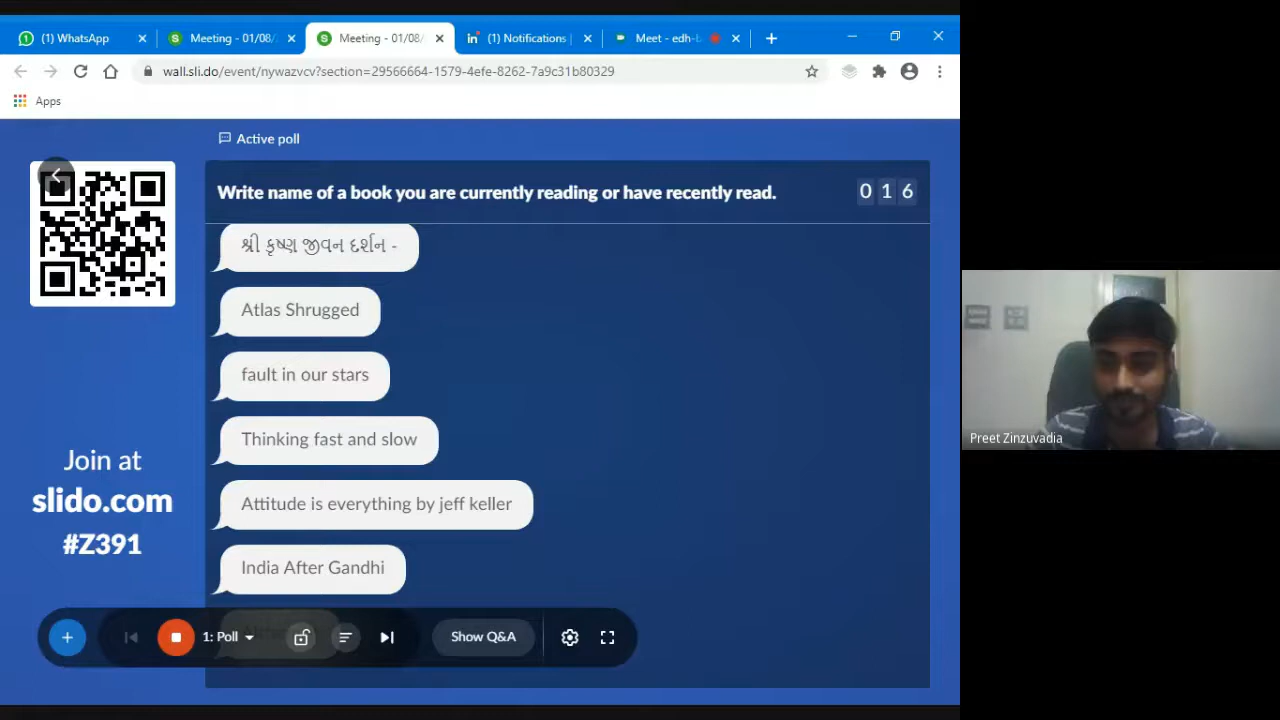 (1) WhatsApp
Meeting - 01/08/
Meeting - 01/08/
(1) Notifications |
Meet - edh-
wall.sli.do/event/nywazvcv?section=29566664-1579-4efe-8262-7a9c31b80329
Apps
Active poll
Write name of a book you are currently reading or have recently read.
0 1 6
શ્રી કૃષ્ણ જીવન દર્શન -
Atlas Shrugged
fault in our stars
Thinking fast and slow
Attitude is everything by jeff keller
India After Gandhi
Join at
slido.com
#Z391
1: Poll
Show Q&A
Preet Zinzuvadia